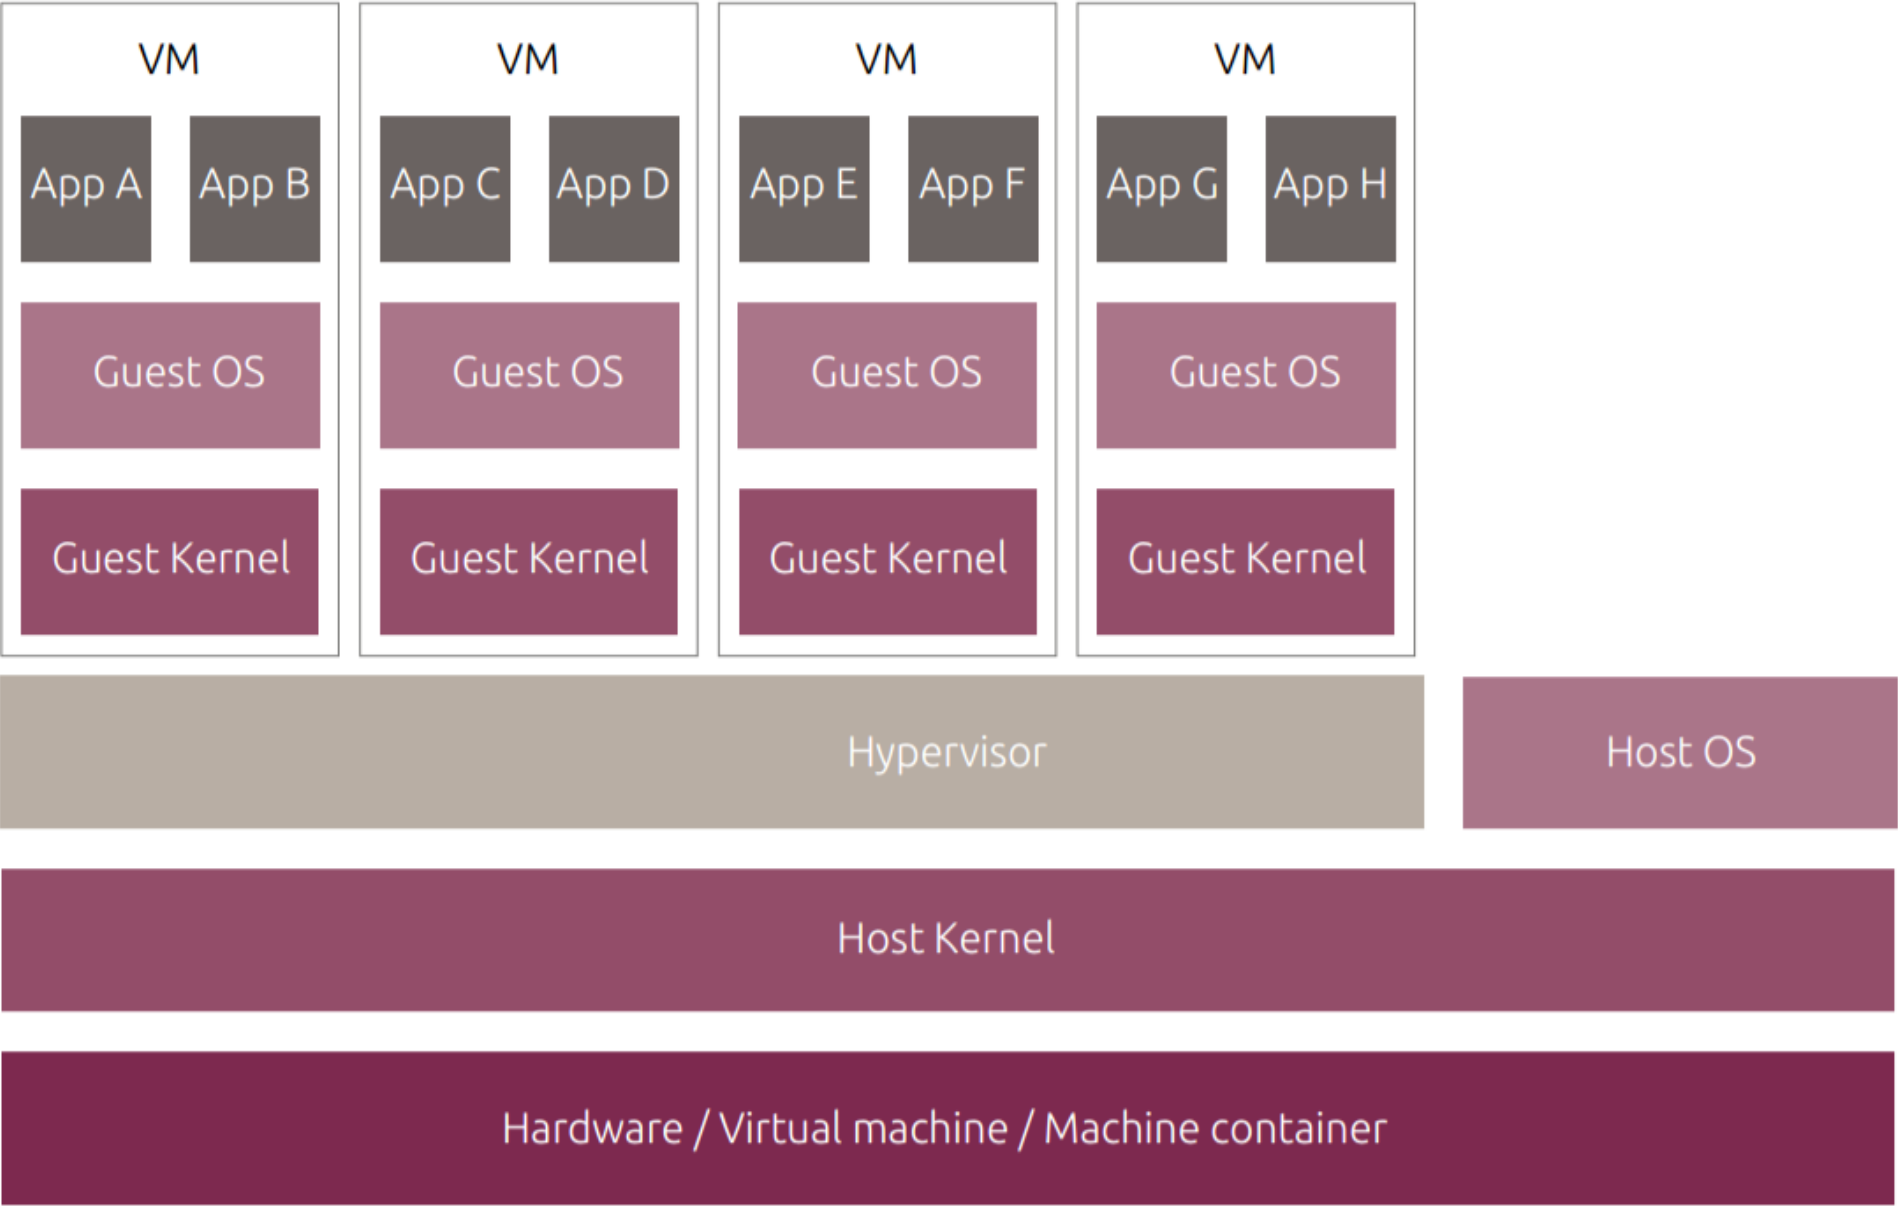 VM VM VM VM
App A App B App C App D App E App F App G App H
Guest OS Guest OS Guest OS Guest OS
Guest Kernel Guest Kernel Guest Kernel Guest Kernel
Hypervisor Host OS
Host Kernel
Hardware / Virtual machine / Machine container